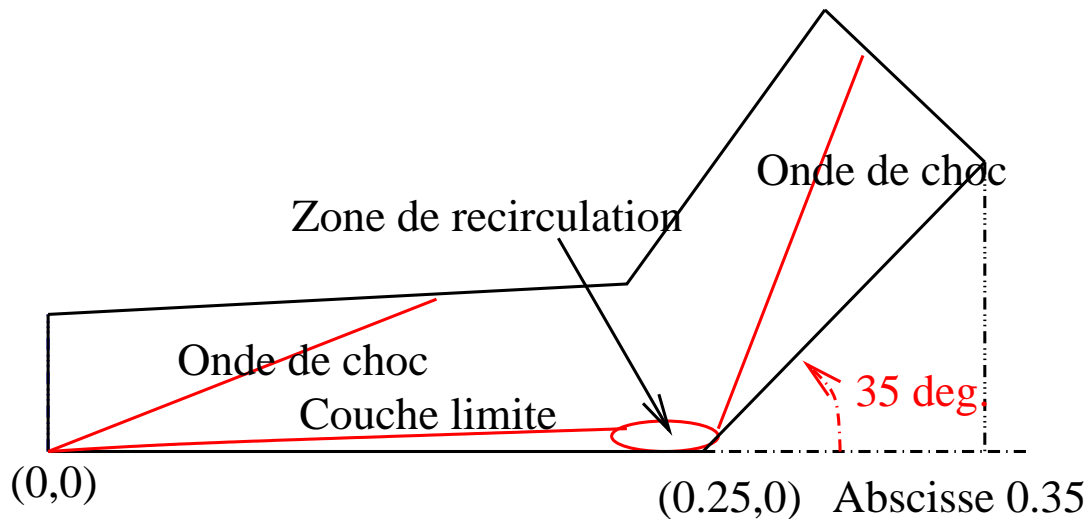 Onde de choc
Zone de recirculation
Onde de choc
Couche limite
35 deg.
(0,0)
(0.25,0)
Abscisse 0.35